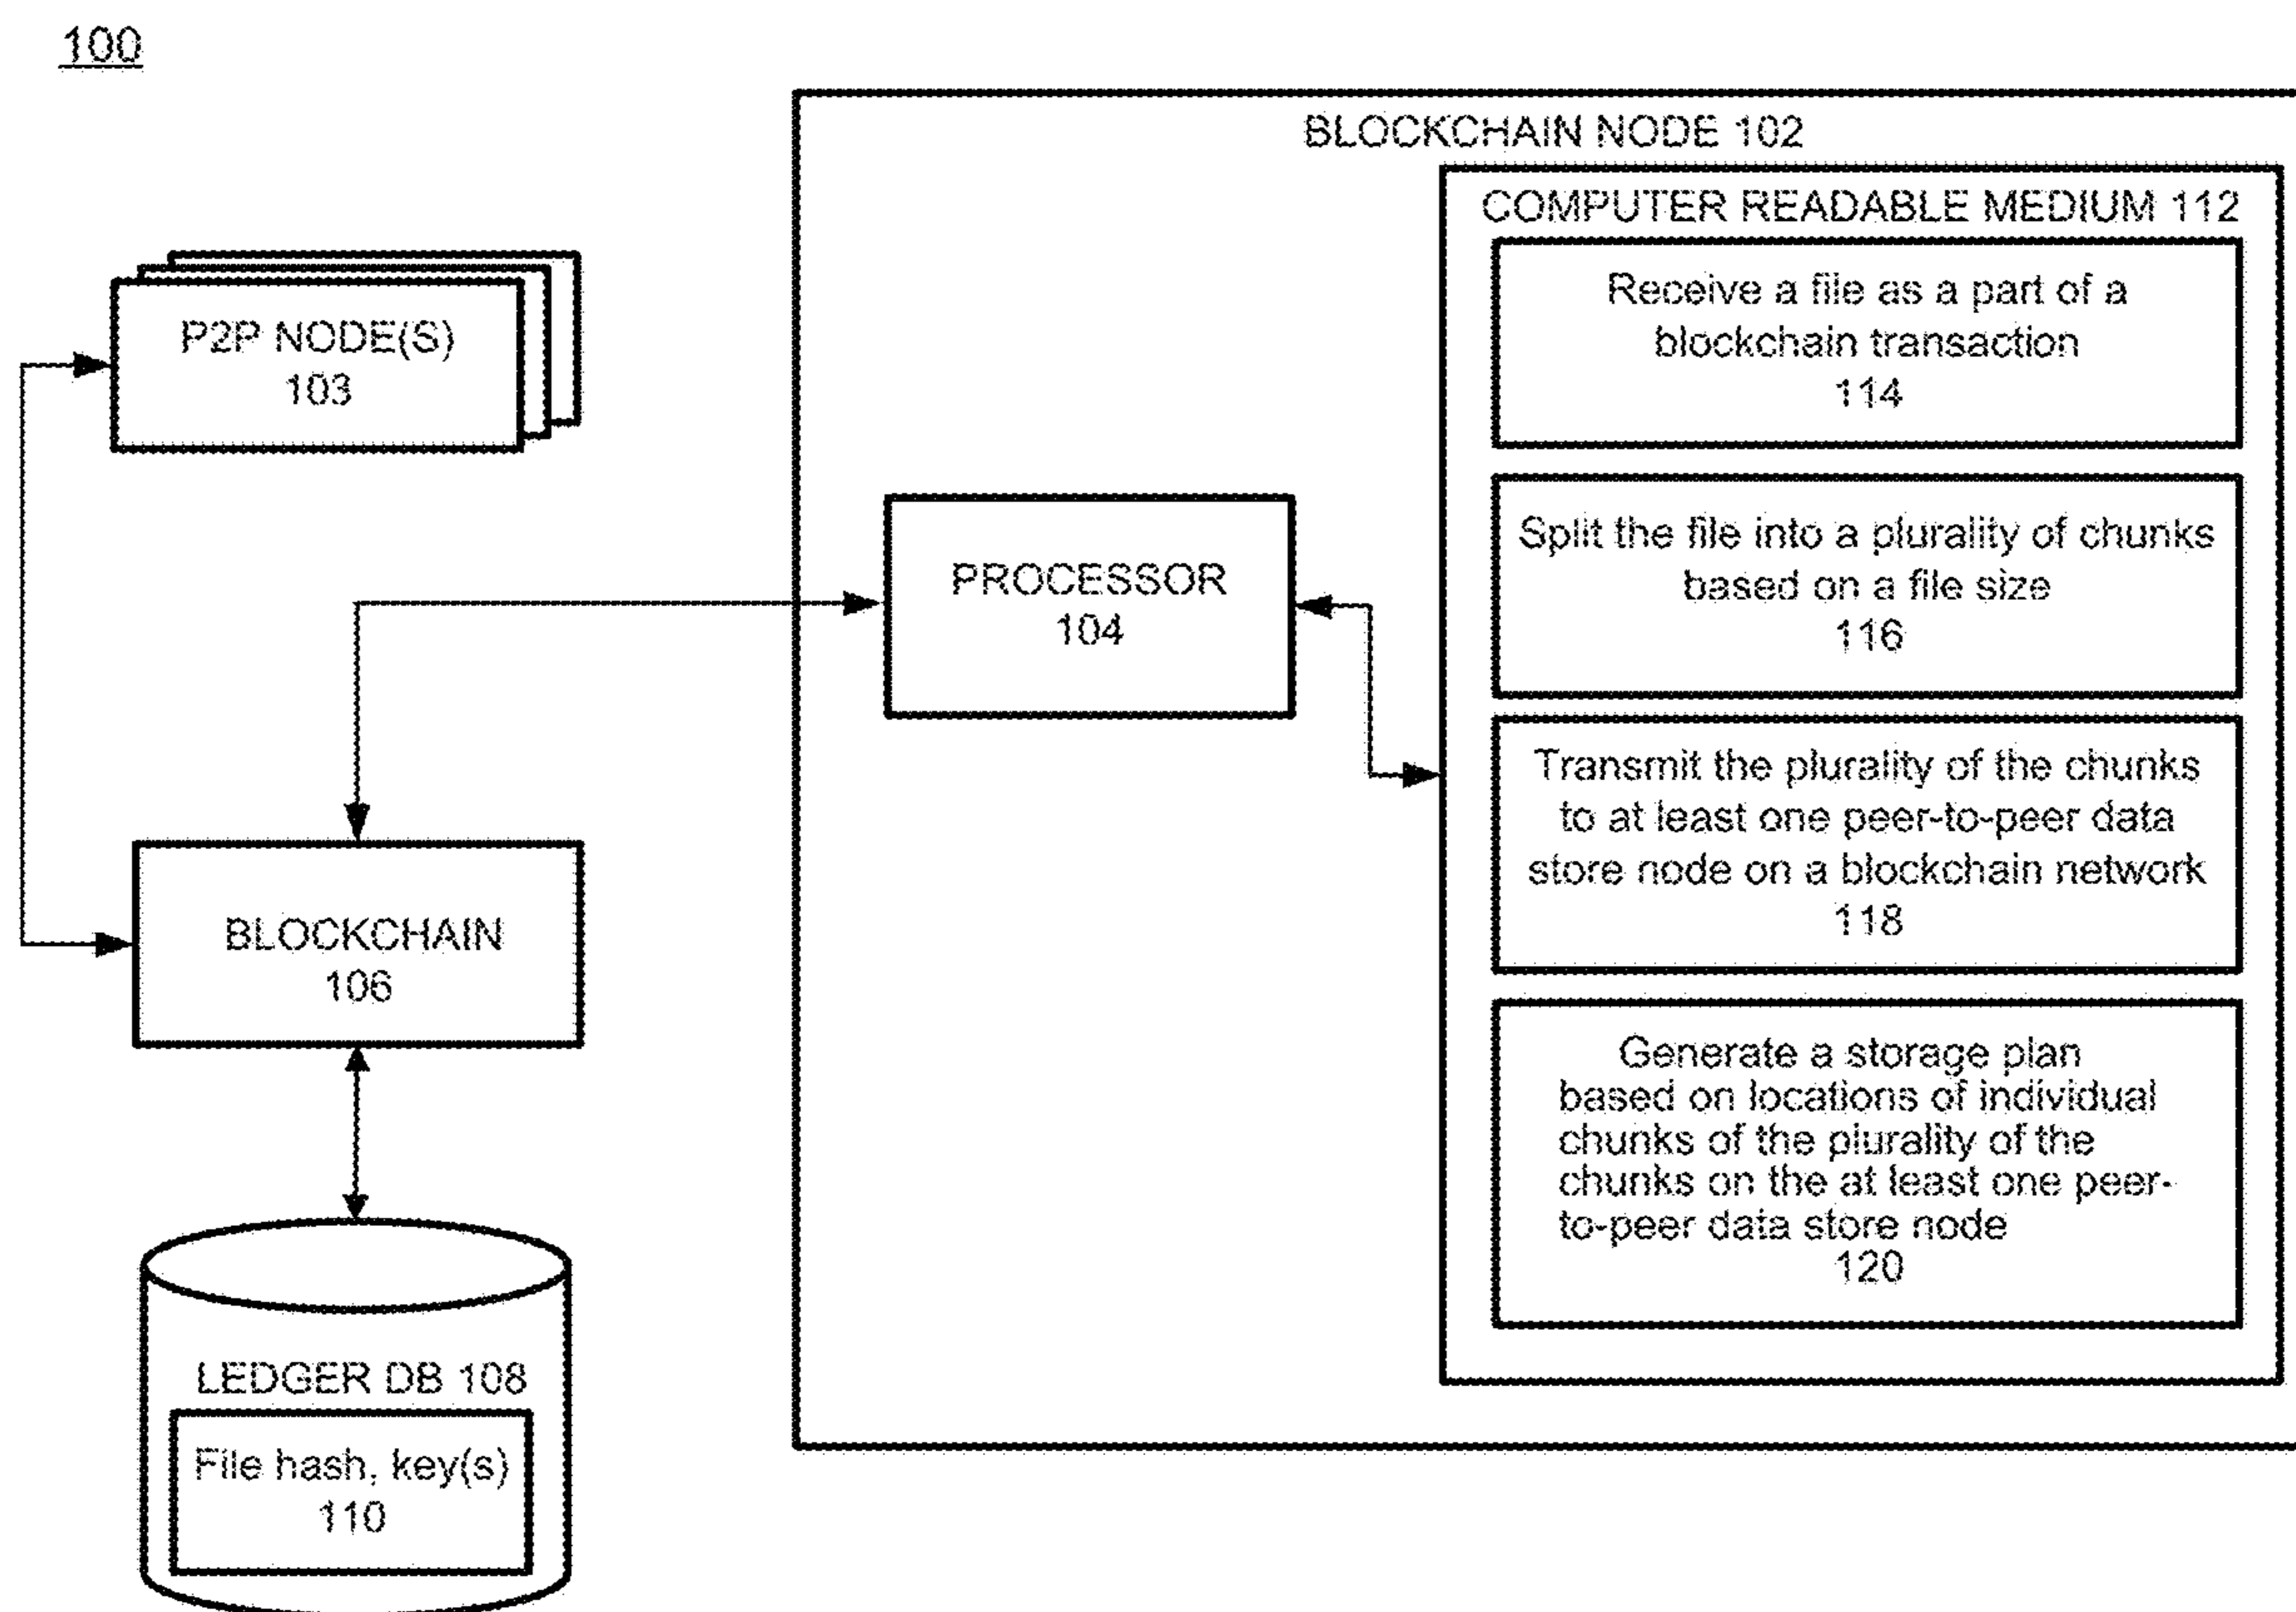 100
BLOCKCHAIN NODE 102
COMPUTER READABLE MEDIUM 112
Receive a file as a part of a
blockchain transaction
114
Split the file into a plurality of chunks
based on a file size
116
Transmit the plurality of the chunks
to at least one peer-to-peer data
store node on a blockchain network
118
Generate a storage plan
based on locations of individual
chunks of the plurality of the
chunks on the at least one peer-
to-peer data store node
120
P2P NODE(S)
103
PROCESSOR
104
BLOCKCHAIN
106
LEDGER DB 108
File hash, key(s)
110